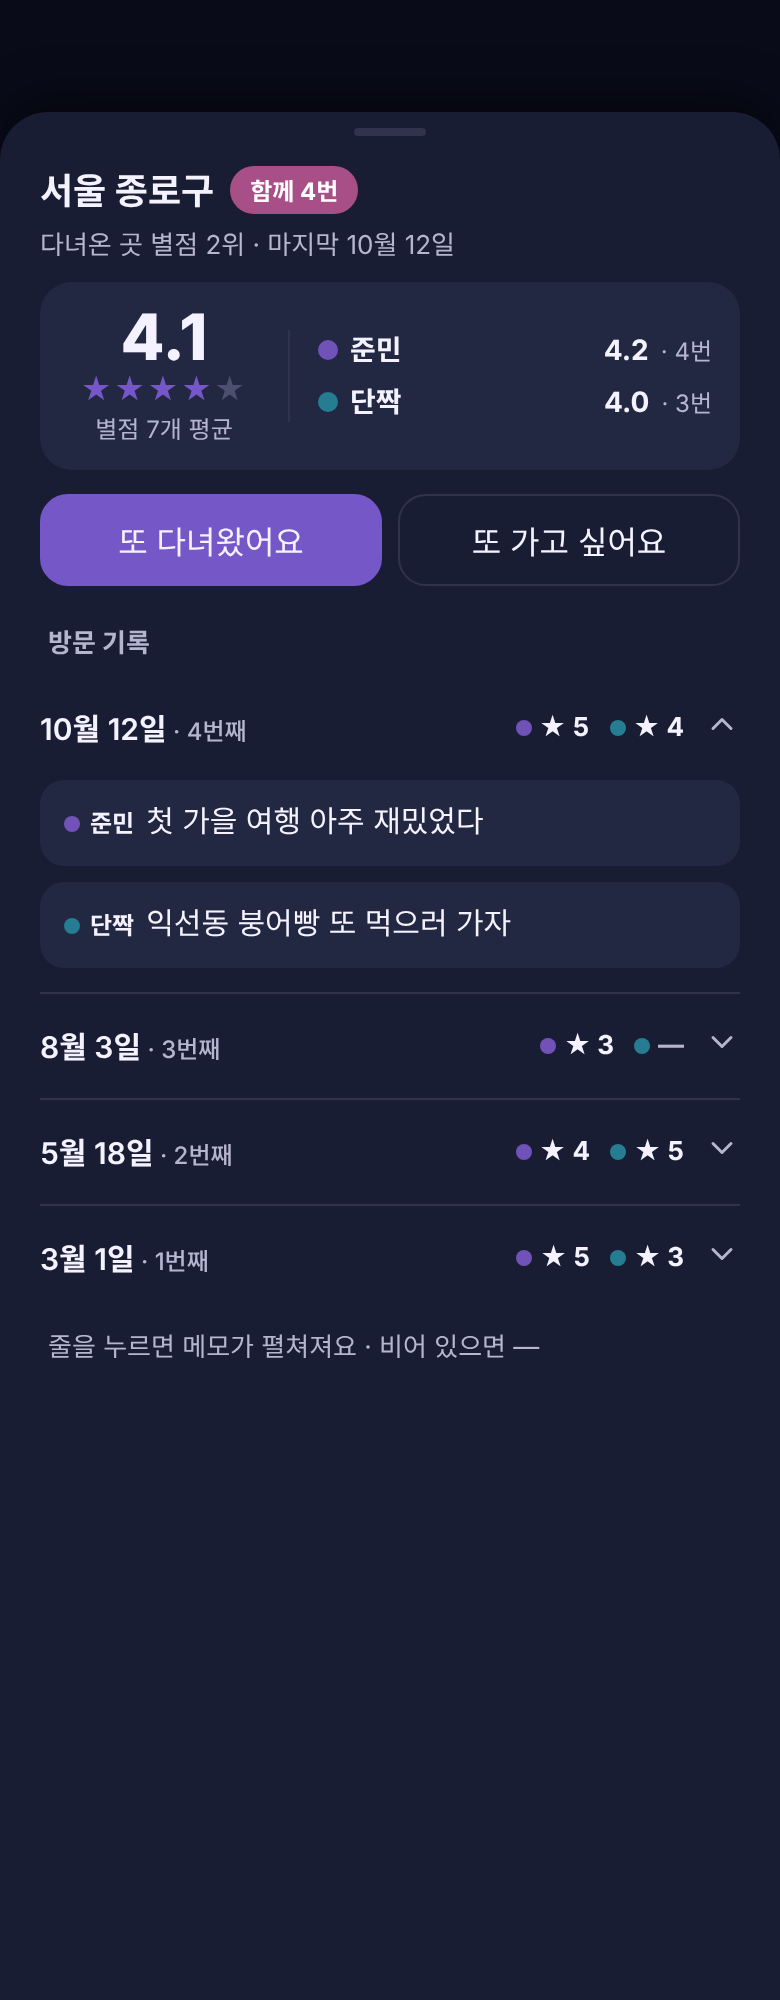 서울 종로구 함께 4번
다녀온 곳 별점 2위 · 마지막 10월 12일
4.1
★★★★★
별점 7개 평균
준민 4.2 · 4번
단짝 4.0 · 3번
또 다녀왔어요
또 가고 싶어요
방문 기록
10월 12일 · 4번째 ★ 5 ★ 4
준민 첫 가을 여행 아주 재밌었다
단짝 익선동 붕어빵 또 먹으러 가자
8월 3일 · 3번째 ★ 3 —
5월 18일 · 2번째 ★ 4 ★ 5
3월 1일 · 1번째 ★ 5 ★ 3
줄을 누르면 메모가 펼쳐져요 · 비어 있으면 —